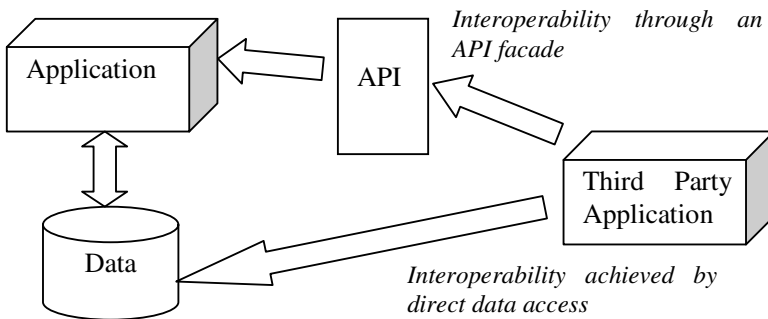 Interoperability through an
API facade
Application
API
Third Party
Application
Data
Interoperability achieved by
direct data access